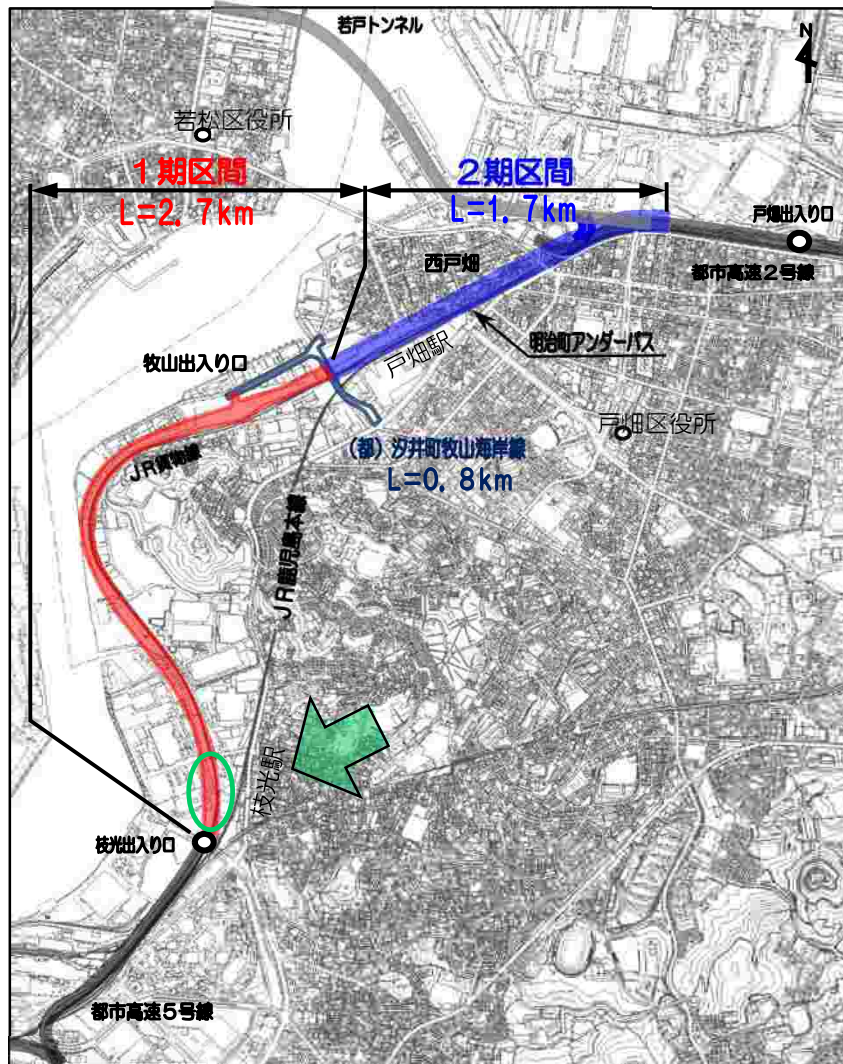 若戸トンネル
N
若松区役所
1期区間
L=2.7km
2期区間
L=1.7km
戸畑出入り口
都市高速2号線
西戸畑
明治町アンダーパス
戸畑駅
牧山出入り口
戸畑区役所
(都)汐井町牧山海岸線
L=0.8km
JR貨物線
JR鹿児島本線
枝光駅
枝光出入り口
都市高速5号線